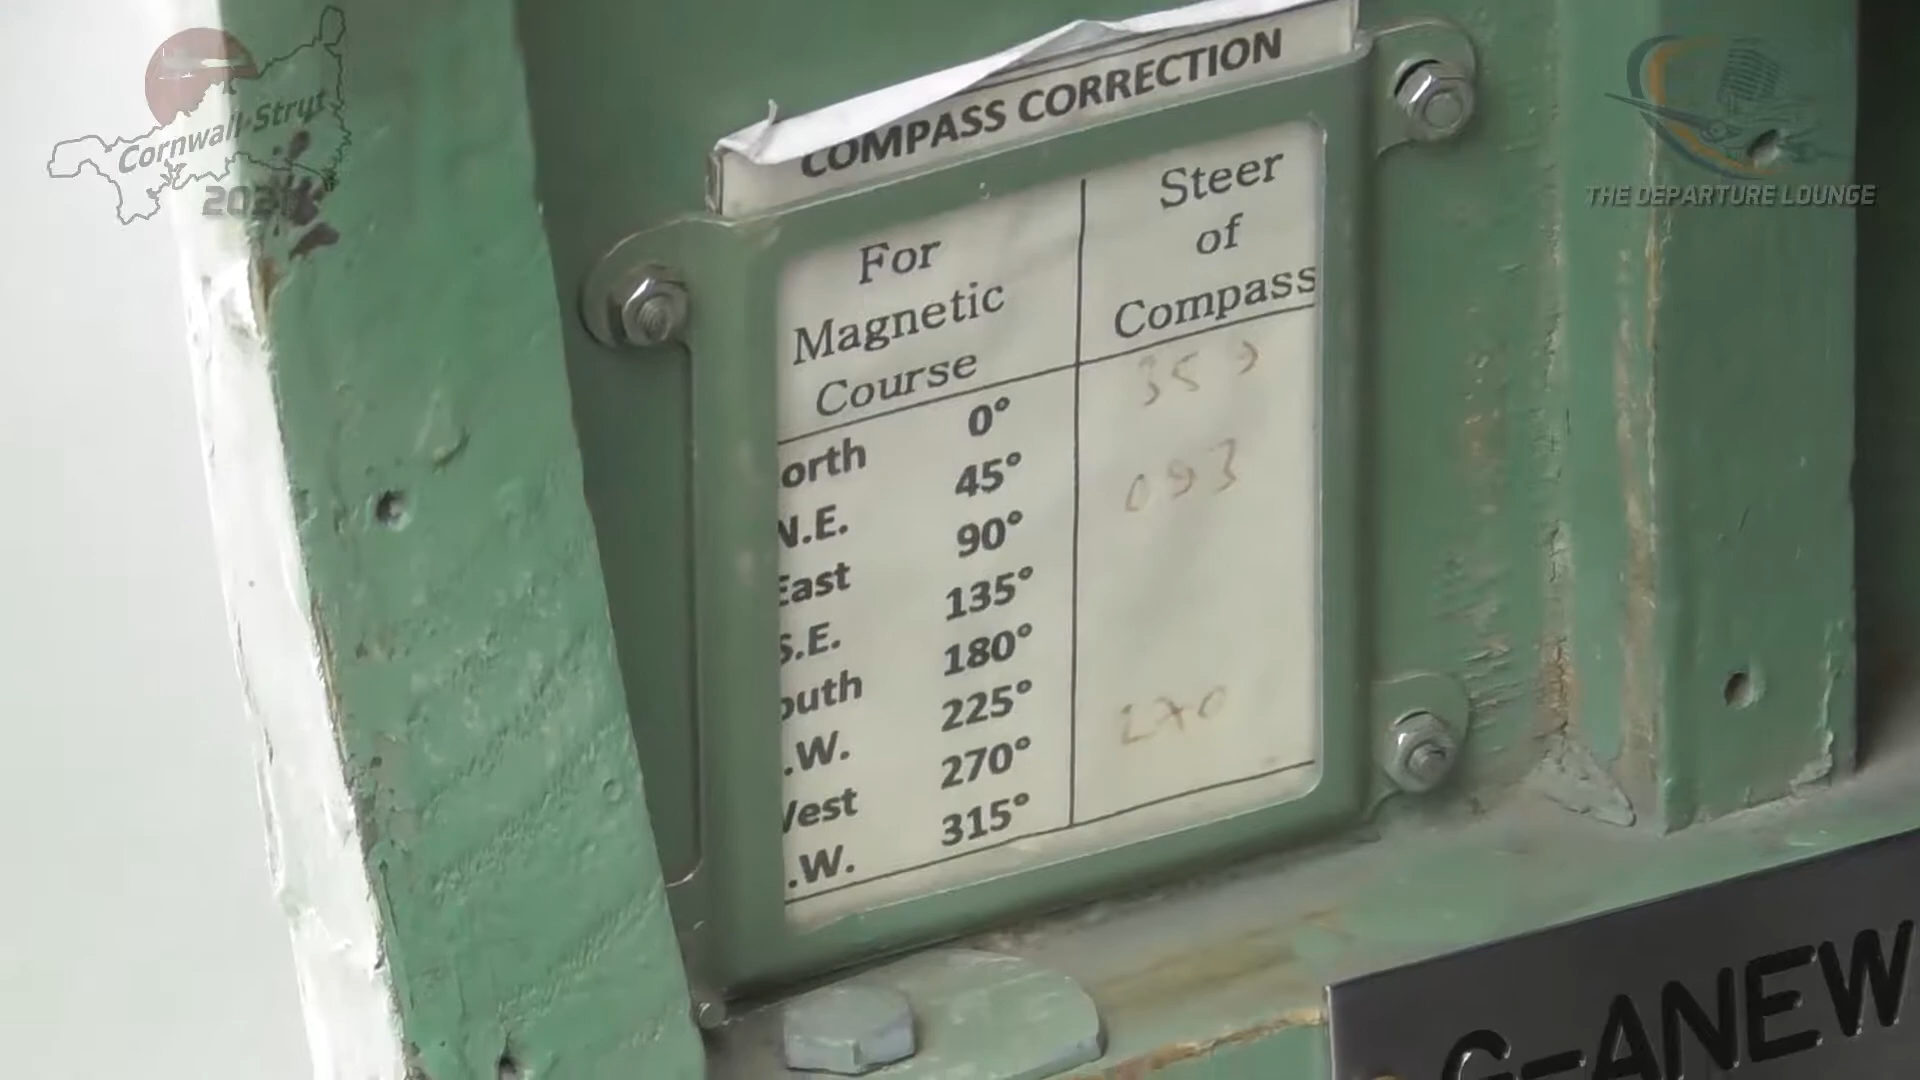 Cornwall-Strut
THE DEPARTURE LOUNGE
COMPASS CORRECTION
For
Magnetic
Course
Steer
of
Compass
orth 0° 359
N.E. 45°
East 90° 093
S.E. 135°
outh 180°
.W. 225°
West 270° 270
.W. 315°
G-ANEW